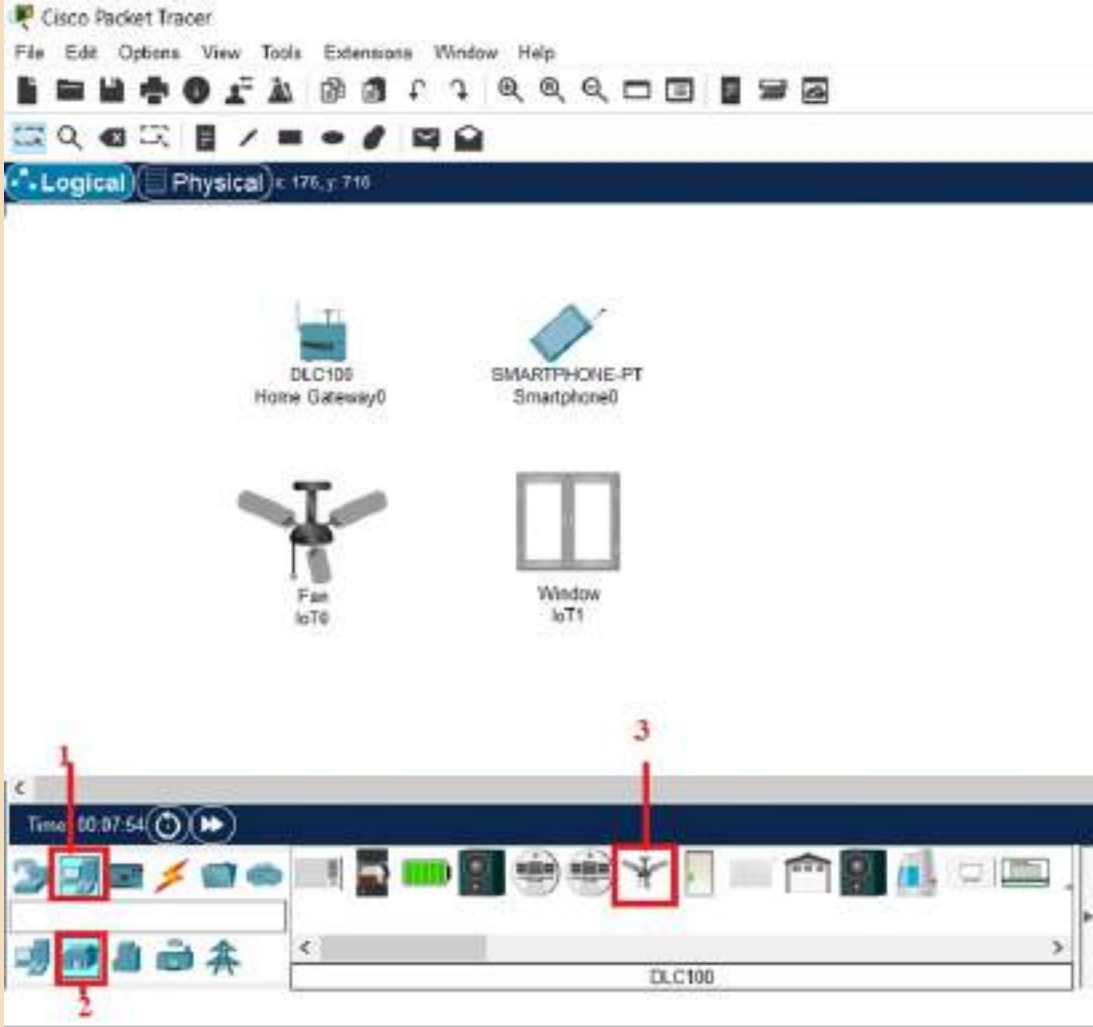 Cisco Packet Tracer
File Edit Options View Tools Extensions Window Help
Logical Physical x: 176, y: 716
DLC100
Home Gateway0
SMARTPHONE-PT
Smartphone0
Fan
IoT0
Window
IoT1
1
3
Time: 00:07:54
DLC100
2